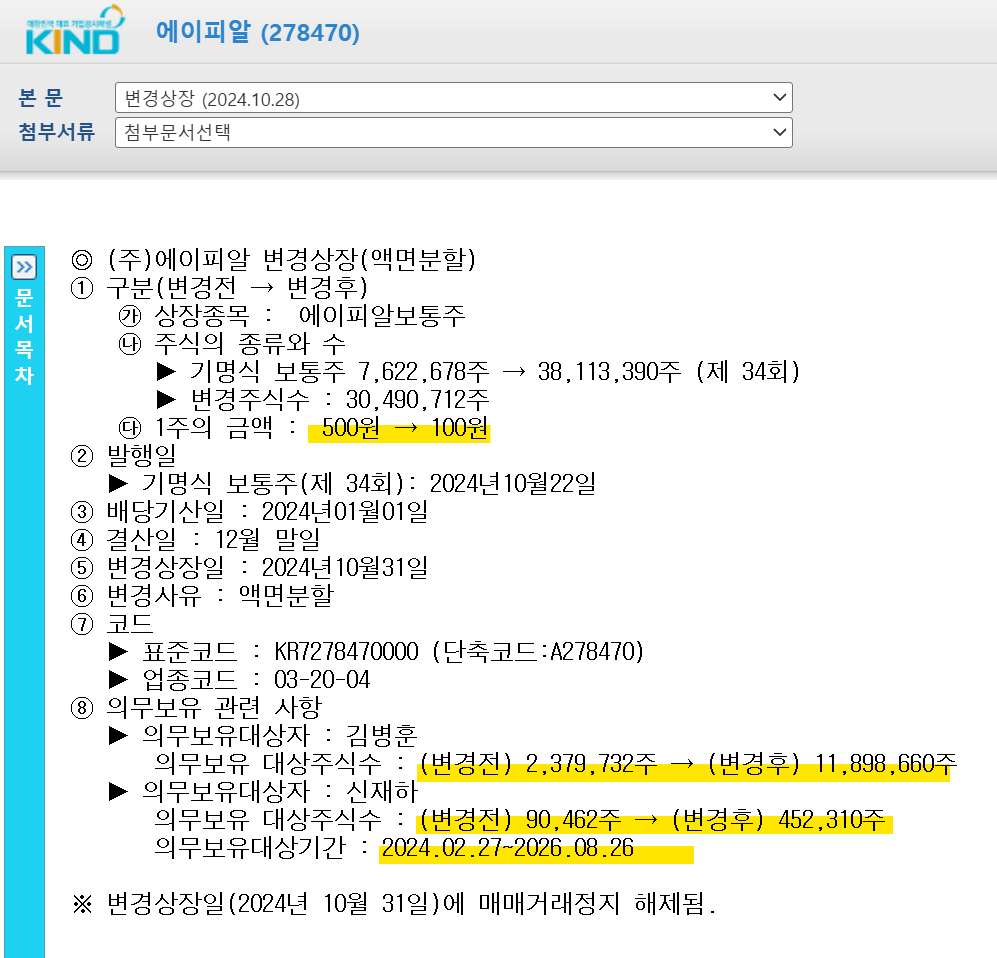 대한민국 대표 기업공시채널
KIND
에이피알 (278470)
본 문
변경상장 (2024.10.28)
첨부서류
첨부문서선택
문서목차
◎ (주)에이피알 변경상장(액면분할)
① 구분(변경전 → 변경후)
㉮ 상장종목 : 에이피알보통주
㉯ 주식의 종류와 수
▶ 기명식 보통주 7,622,678주 → 38,113,390주 (제 34회)
▶ 변경주식수 : 30,490,712주
㉰ 1주의 금액 : 500원 → 100원
② 발행일
▶ 기명식 보통주(제 34회): 2024년10월22일
③ 배당기산일 : 2024년01월01일
④ 결산일 : 12월 말일
⑤ 변경상장일 : 2024년10월31일
⑥ 변경사유 : 액면분할
⑦ 코드
▶ 표준코드 : KR7278470000 (단축코드:A278470)
▶ 업종코드 : 03-20-04
⑧ 의무보유 관련 사항
▶ 의무보유대상자 : 김병훈
의무보유 대상주식수 : (변경전) 2,379,732주 → (변경후) 11,898,660주
▶ 의무보유대상자 : 신재하
의무보유 대상주식수 : (변경전) 90,462주 → (변경후) 452,310주
의무보유대상기간 : 2024.02.27~2026.08.26
※ 변경상장일(2024년 10월 31일)에 매매거래정지 해제됨.